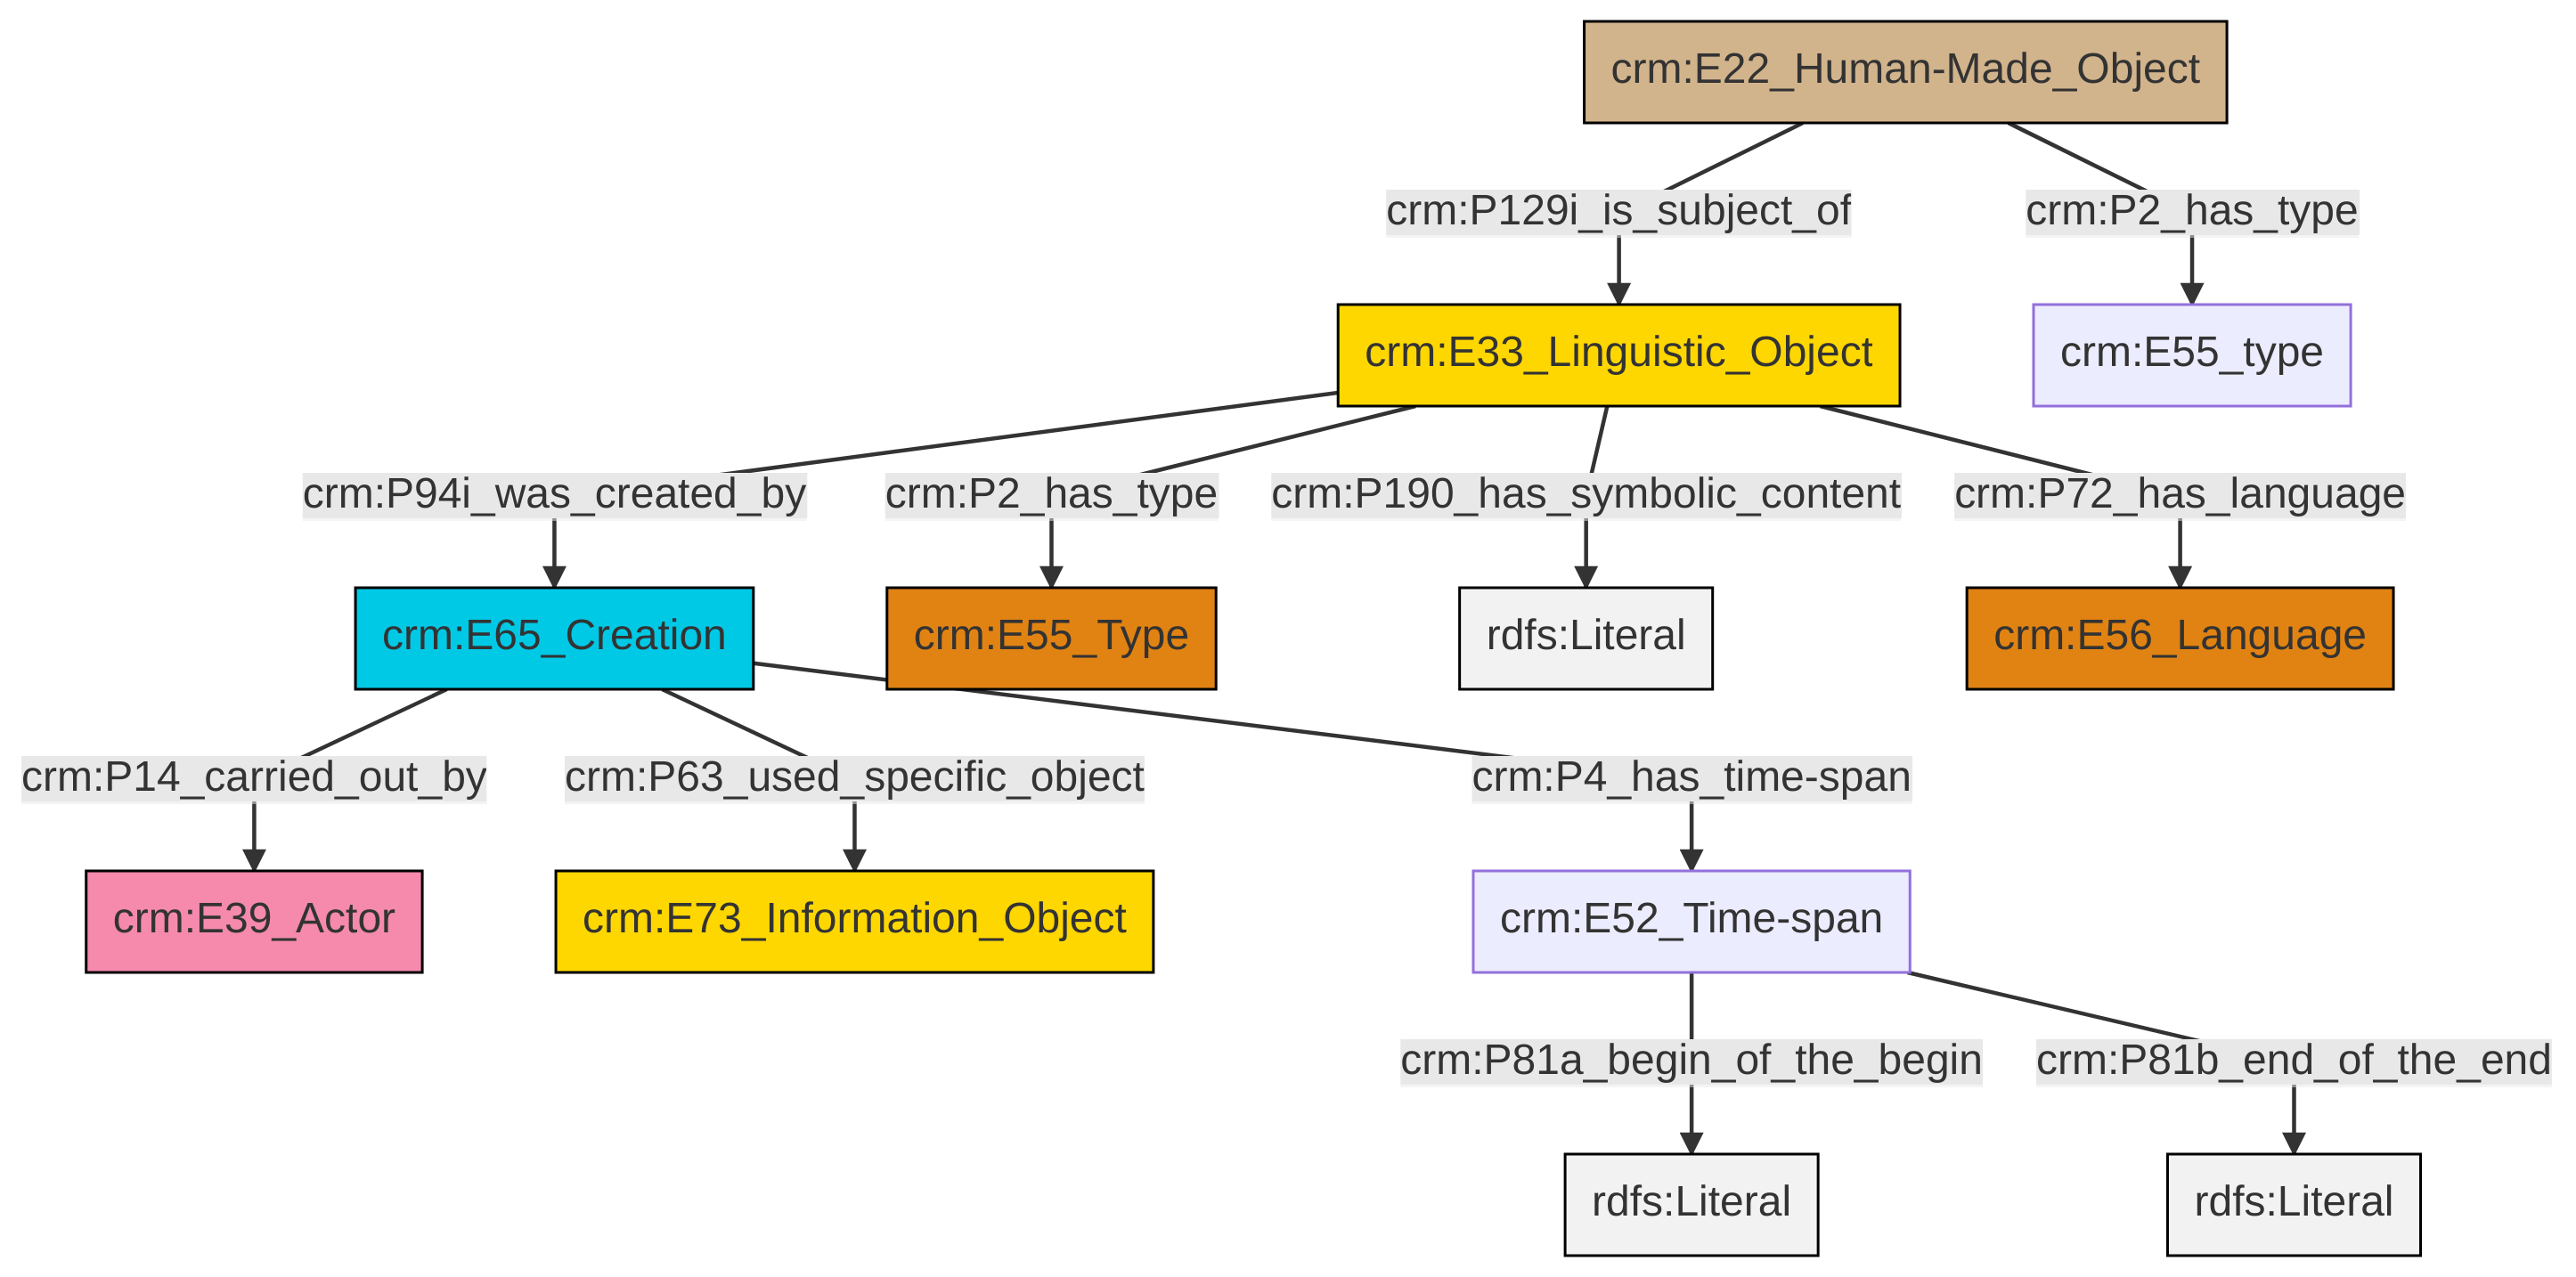 crm:E22_Human-Made_Object
crm:P129i_is_subject_of
crm:P2_has_type
crm:E33_Linguistic_Object
crm:E55_type
crm:P94i_was_created_by
crm:P2_has_type
crm:P190_has_symbolic_content
crm:P72_has_language
crm:E65_Creation
crm:E55_Type
rdfs:Literal
crm:E56_Language
crm:P14_carried_out_by
crm:P63_used_specific_object
crm:P4_has_time-span
crm:E39_Actor
crm:E73_Information_Object
crm:E52_Time-span
crm:P81a_begin_of_the_begin
crm:P81b_end_of_the_end
rdfs:Literal
rdfs:Literal